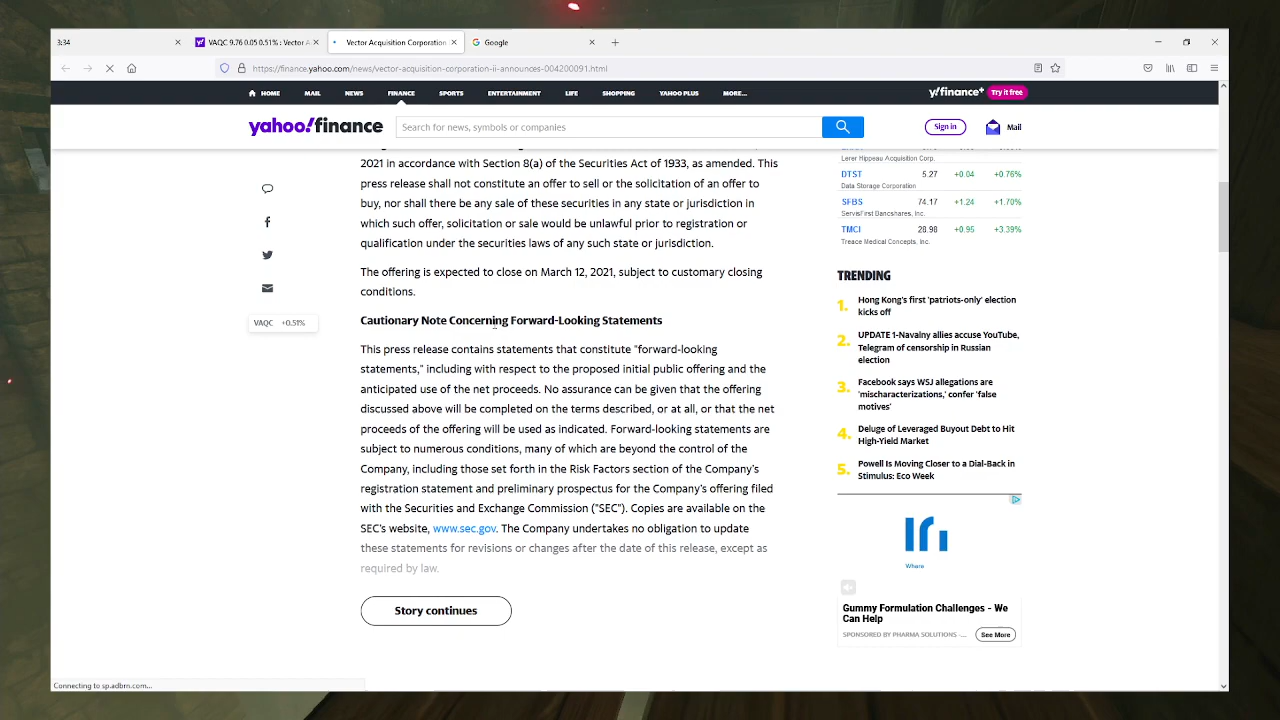 3:34
VAQC 9.76 0.05 0.51% : Vector A
Vector Acquisition Corporation
Google
https://finance.yahoo.com/news/vector-acquisition-corporation-ii-announces-004200091.html
HOME MAIL NEWS FINANCE SPORTS ENTERTAINMENT LIFE SHOPPING YAHOO PLUS MORE...
y!finance+ Try it free
yahoo!finance
Search for news, symbols or companies
Sign in
Mail
2021 in accordance with Section 8(a) of the Securities Act of 1933, as amended. This
press release shall not constitute an offer to sell or the solicitation of an offer to
buy, nor shall there be any sale of these securities in any state or jurisdiction in
which such offer, solicitation or sale would be unlawful prior to registration or
qualification under the securities laws of any such state or jurisdiction.
The offering is expected to close on March 12, 2021, subject to customary closing
conditions.
VAQC +0.51%
Cautionary Note Concerning Forward-Looking Statements
This press release contains statements that constitute "forward-looking
statements," including with respect to the proposed initial public offering and the
anticipated use of the net proceeds. No assurance can be given that the offering
discussed above will be completed on the terms described, or at all, or that the net
proceeds of the offering will be used as indicated. Forward-looking statements are
subject to numerous conditions, many of which are beyond the control of the
Company, including those set forth in the Risk Factors section of the Company's
registration statement and preliminary prospectus for the Company's offering filed
with the Securities and Exchange Commission ("SEC"). Copies are available on the
SEC's website, www.sec.gov. The Company undertakes no obligation to update
these statements for revisions or changes after the date of this release, except as
required by law.
Story continues
Lerer Hippeau Acquisition Corp.
DTST 5.27 +0.04 +0.76%
Data Storage Corporation
SFBS 74.17 +1.24 +1.70%
ServisFirst Bancshares, Inc.
TMCI 28.98 +0.95 +3.39%
Treace Medical Concepts, Inc.
TRENDING
1. Hong Kong's first 'patriots-only' election
kicks off
2. UPDATE 1-Navalny allies accuse YouTube,
Telegram of censorship in Russian
election
3. Facebook says WSJ allegations are
'mischaracterizations,' confer 'false
motives'
4. Deluge of Leveraged Buyout Debt to Hit
High-Yield Market
5. Powell Is Moving Closer to a Dial-Back in
Stimulus: Eco Week
Whare
Gummy Formulation Challenges - We
Can Help
SPONSORED BY PHARMA SOLUTIONS -...
See More
Connecting to sp.adbrn.com...